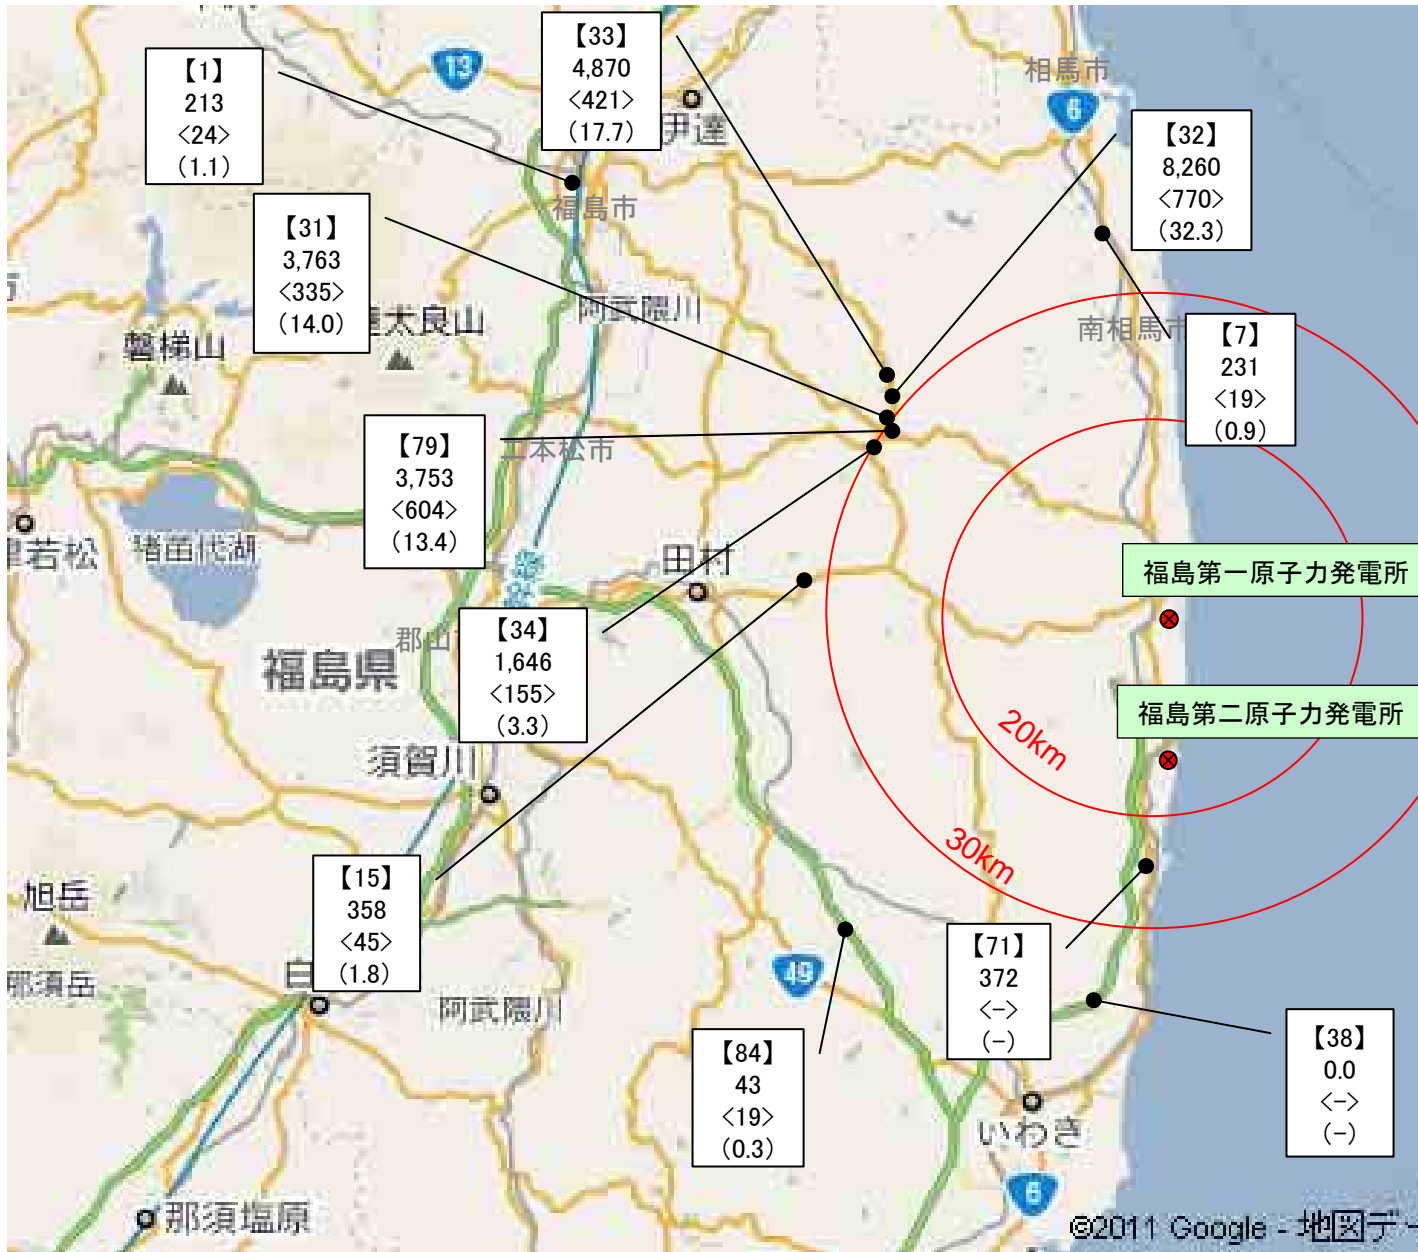 【33】
4,870
<421>
(17.7)
【1】
213
<24>
(1.1)
13
伊達
相馬市
6
【32】
8,260
<770>
(32.3)
福島市
【31】
3,763
<335>
(14.0)
阿武隈川
太良山
磐梯山
南相馬市
【7】
231
<19>
(0.9)
【79】
3,753
<604>
(13.4)
二本松市
若松
猪苗代湖
田村
福島第一原子力発電所
郡山
福島県
【34】
1,646
<155>
(3.3)
20km
福島第二原子力発電所
須賀川
30km
【15】
358
<45>
(1.8)
旭岳
那須岳
白
阿武隈川
49
【71】
372
<->
(-)
【84】
43
<19>
(0.3)
【38】
0.0
<->
(-)
いわき
6
那須塩原
©2011 Google - 地図デー